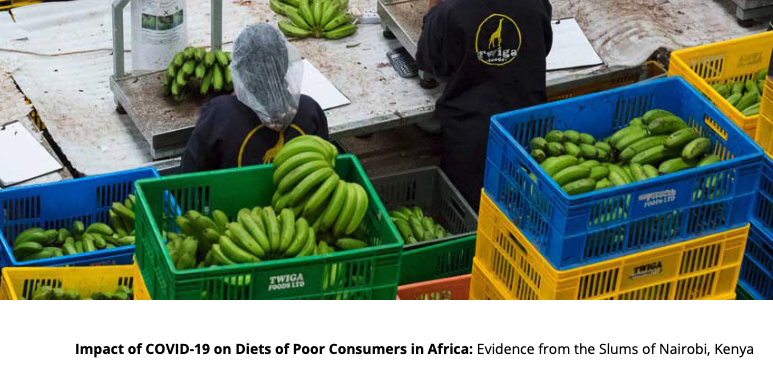 Twiga
FOODS
TWIGA
FOODS LTD
FOODS LTD
TWIGA
Impact of COVID-19 on Diets of Poor Consumers in Africa: Evidence from the Slums of Nairobi, Kenya